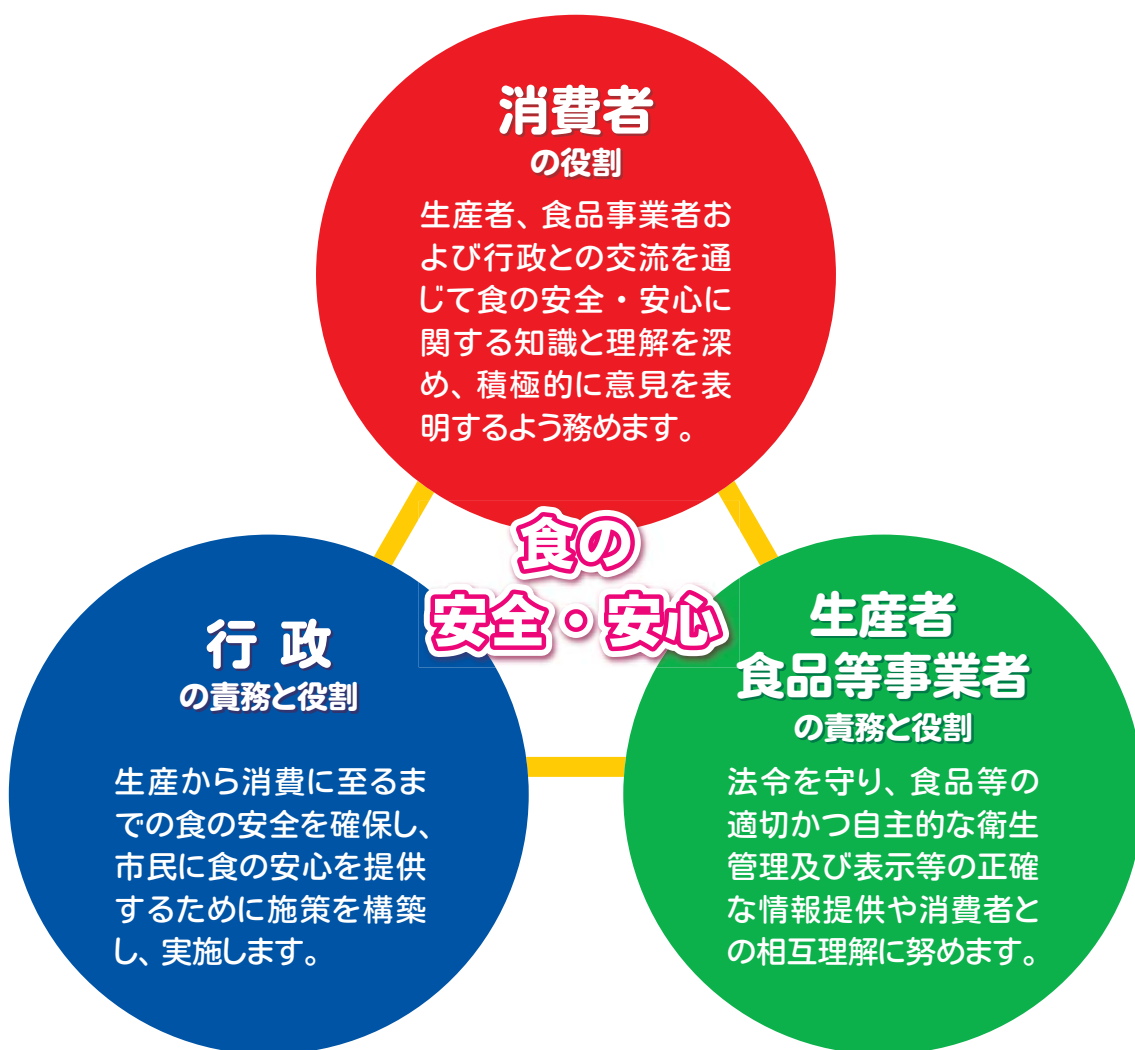 消費者
の役割
生産者、食品事業者お
よび行政との交流を通
じて食の安全・安心に
関する知識と理解を深
め、積極的に意見を表
明するよう務めます。
食の
安全・安心
行 政
の責務と役割
生産から消費に至るま
での食の安全を確保し、
市民に食の安心を提供
するために施策を構築
し、実施します。
生産者
食品等事業者
の責務と役割
法令を守り、食品等の
適切かつ自主的な衛生
管理及び表示等の正確
な情報提供や消費者と
の相互理解に努めます。